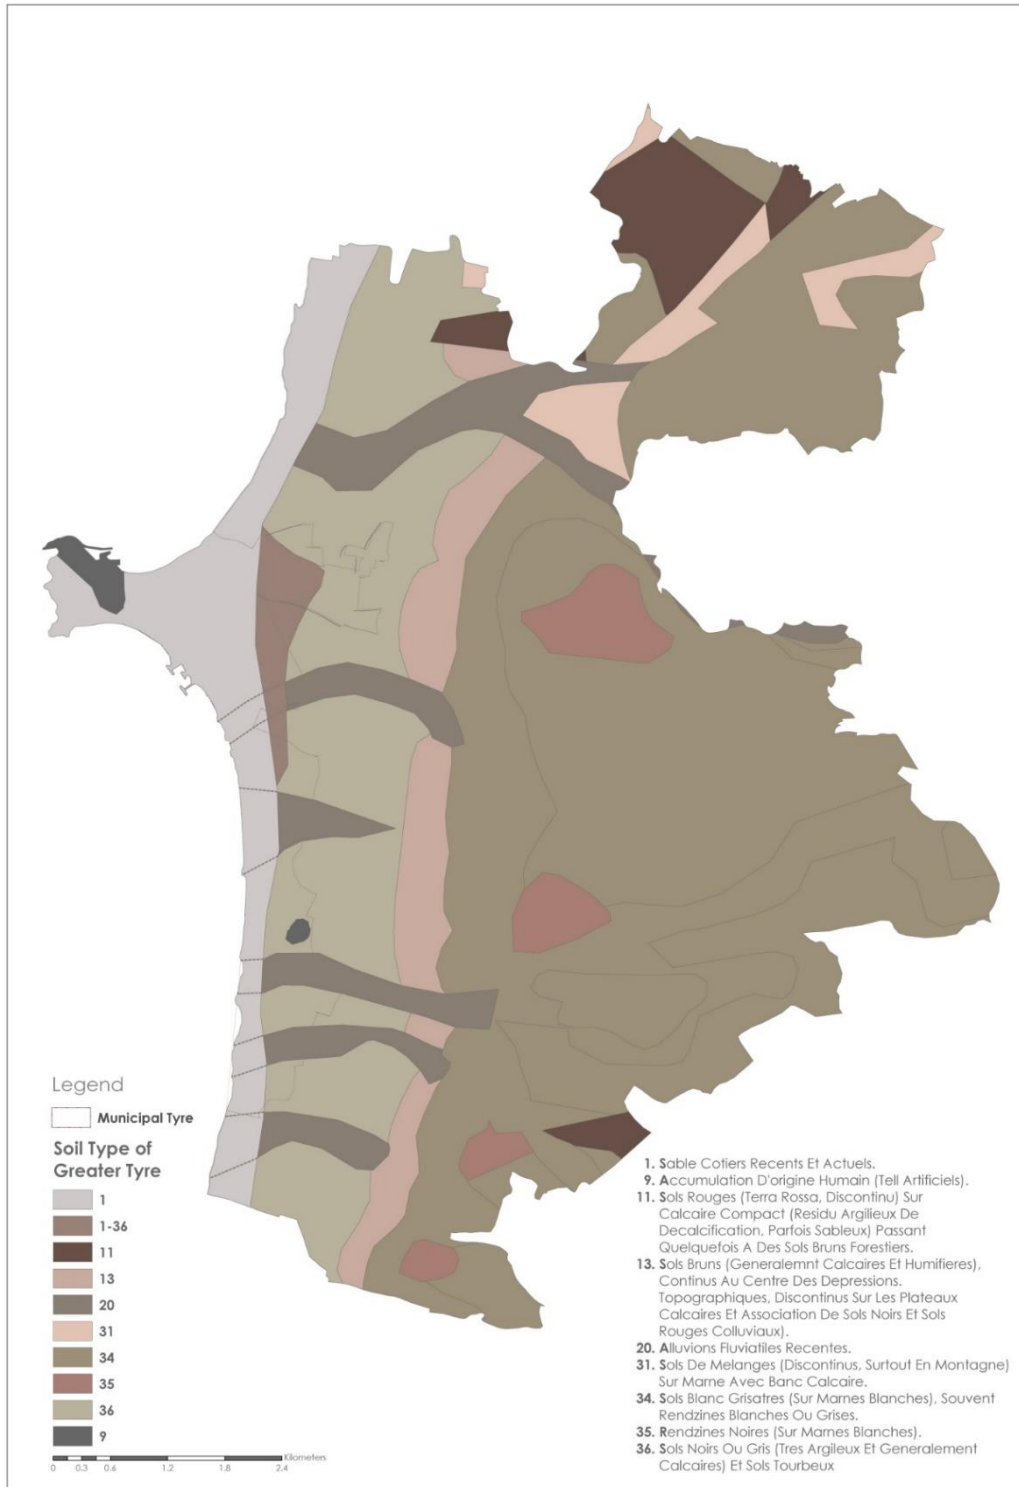 Legend
Municipal Tyre
Soil Type of
Greater Tyre
1
1-36
11
13
20
31
34
35
36
9
Kilometers
0 0.3 0.6 1.2 1.8 2.4
1. Sable Cotiers Recents Et Actuels.
9. Accumulation D'origine Humain (Tell Artificiels).
11. Sols Rouges (Terra Rossa, Discontinu) Sur
Calcaire Compact (Residu Argilieux De
Decalcification, Parfois Sableux) Passant
Quelquefois A Des Sols Bruns Forestiers.
13. Sols Bruns (Generalemnt Calcaires Et Humifieres),
Continus Au Centre Des Depressions.
Topographiques, Discontinus Sur Les Plateaux
Calcaires Et Association De Sols Noirs Et Sols
Rouges Colluviaux).
20. Alluvions Fluviatiles Recentes.
31. Sols De Melanges (Discontinus, Surtout En Montagne)
Sur Marne Avec Banc Calcaire.
34. Sols Blanc Grisatres (Sur Marnes Blanches), Souvent
Rendzines Blanches Ou Grises.
35. Rendzines Noires (Sur Marnes Blanches).
36. Sols Noirs Ou Gris (Tres Argileux Et Generalement
Calcaires) Et Sols Tourbeux